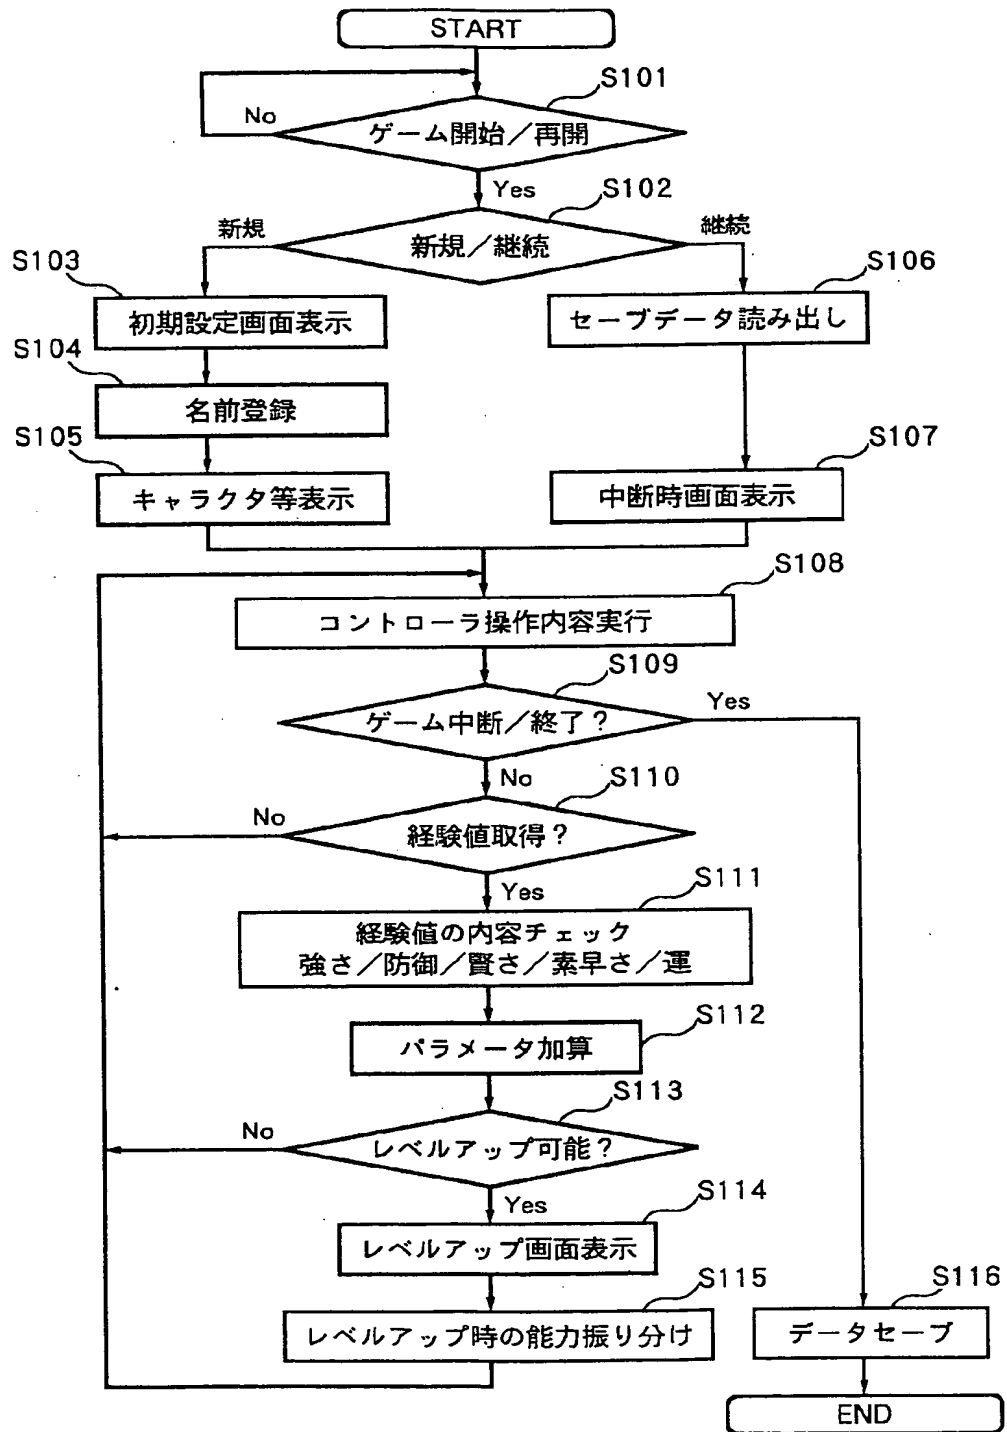 START
S101
No
ゲーム開始／再開
Yes
S102
新規
継続
新規／継続
S103
S106
初期設定画面表示
セーブデータ読み出し
S104
名前登録
S105
S107
キャラクタ等表示
中断時画面表示
S108
コントローラ操作内容実行
S109
ゲーム中断／終了？
Yes
No
S110
No
経験値取得？
Yes
S111
経験値の内容チェック
強さ／防御／賢さ／素早さ／運
S112
パラメータ加算
S113
No
レベルアップ可能？
Yes
S114
レベルアップ画面表示
S115
S116
レベルアップ時の能力振り分け
データセーブ
END